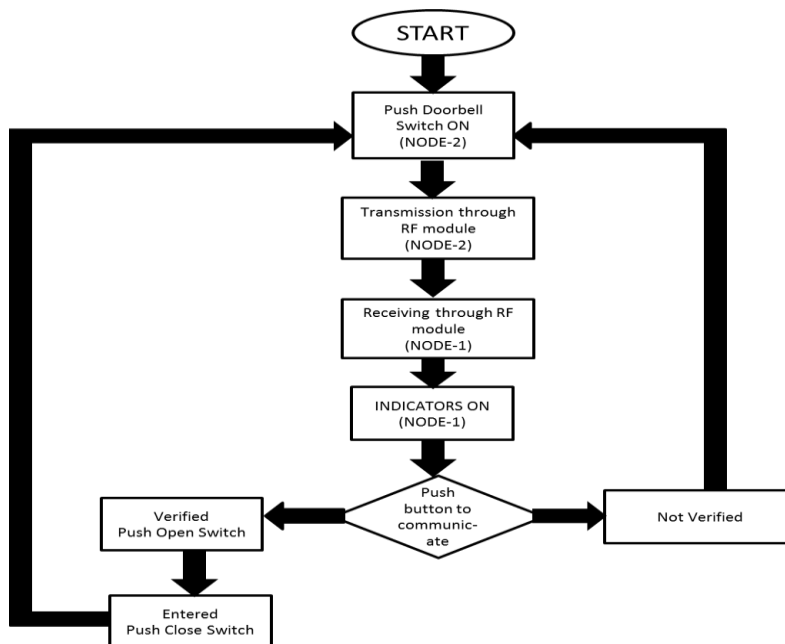 START
Push Doorbell
Switch ON
(NODE-2)
Transmission through
RF module
(NODE-2)
Receiving through RF
module
(NODE-1)
INDICATORS ON
(NODE-1)
Push
button to
communic-
ate
Verified
Push Open Switch
Not Verified
Entered
Push Close Switch